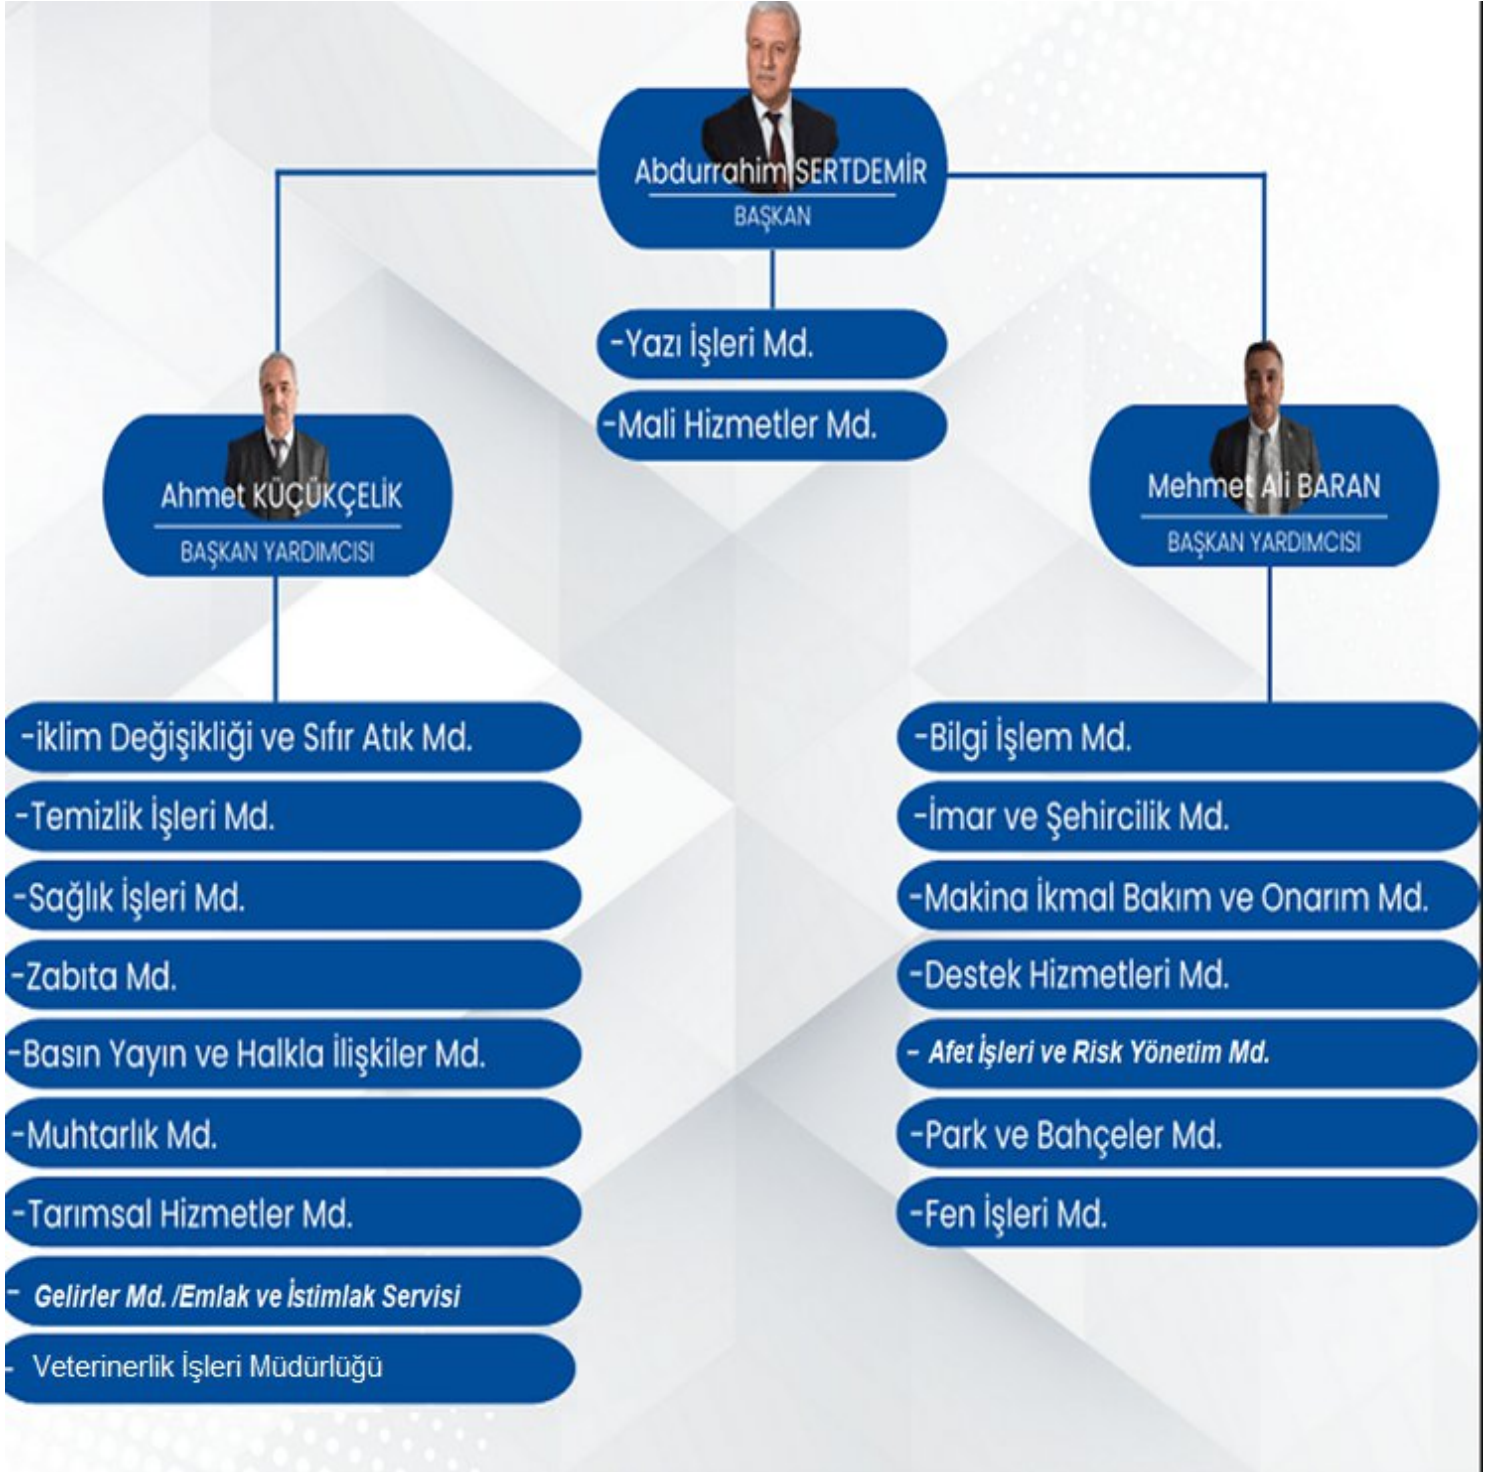 Abdurrahim SERTDEMİR
BAŞKAN
-Yazı İşleri Md.
-Mali Hizmetler Md.
Ahmet KÜÇÜKÇELİK
BAŞKAN YARDIMCISI
-iklim Değişikliği ve Sıfır Atık Md.
-Temizlik İşleri Md.
-Sağlık İşleri Md.
-Zabıta Md.
-Basın Yayın ve Halkla İlişkiler Md.
-Muhtarlık Md.
-Tarımsal Hizmetler Md.
- Gelirler Md. /Emlak ve İstimlak Servisi
- Veterinerlik İşleri Müdürlüğü
Mehmet Ali BARAN
BAŞKAN YARDIMCISI
-Bilgi İşlem Md.
-İmar ve Şehircilik Md.
-Makina İkmal Bakım ve Onarım Md.
-Destek Hizmetleri Md.
- Afet İşleri ve Risk Yönetim Md.
-Park ve Bahçeler Md.
-Fen İşleri Md.